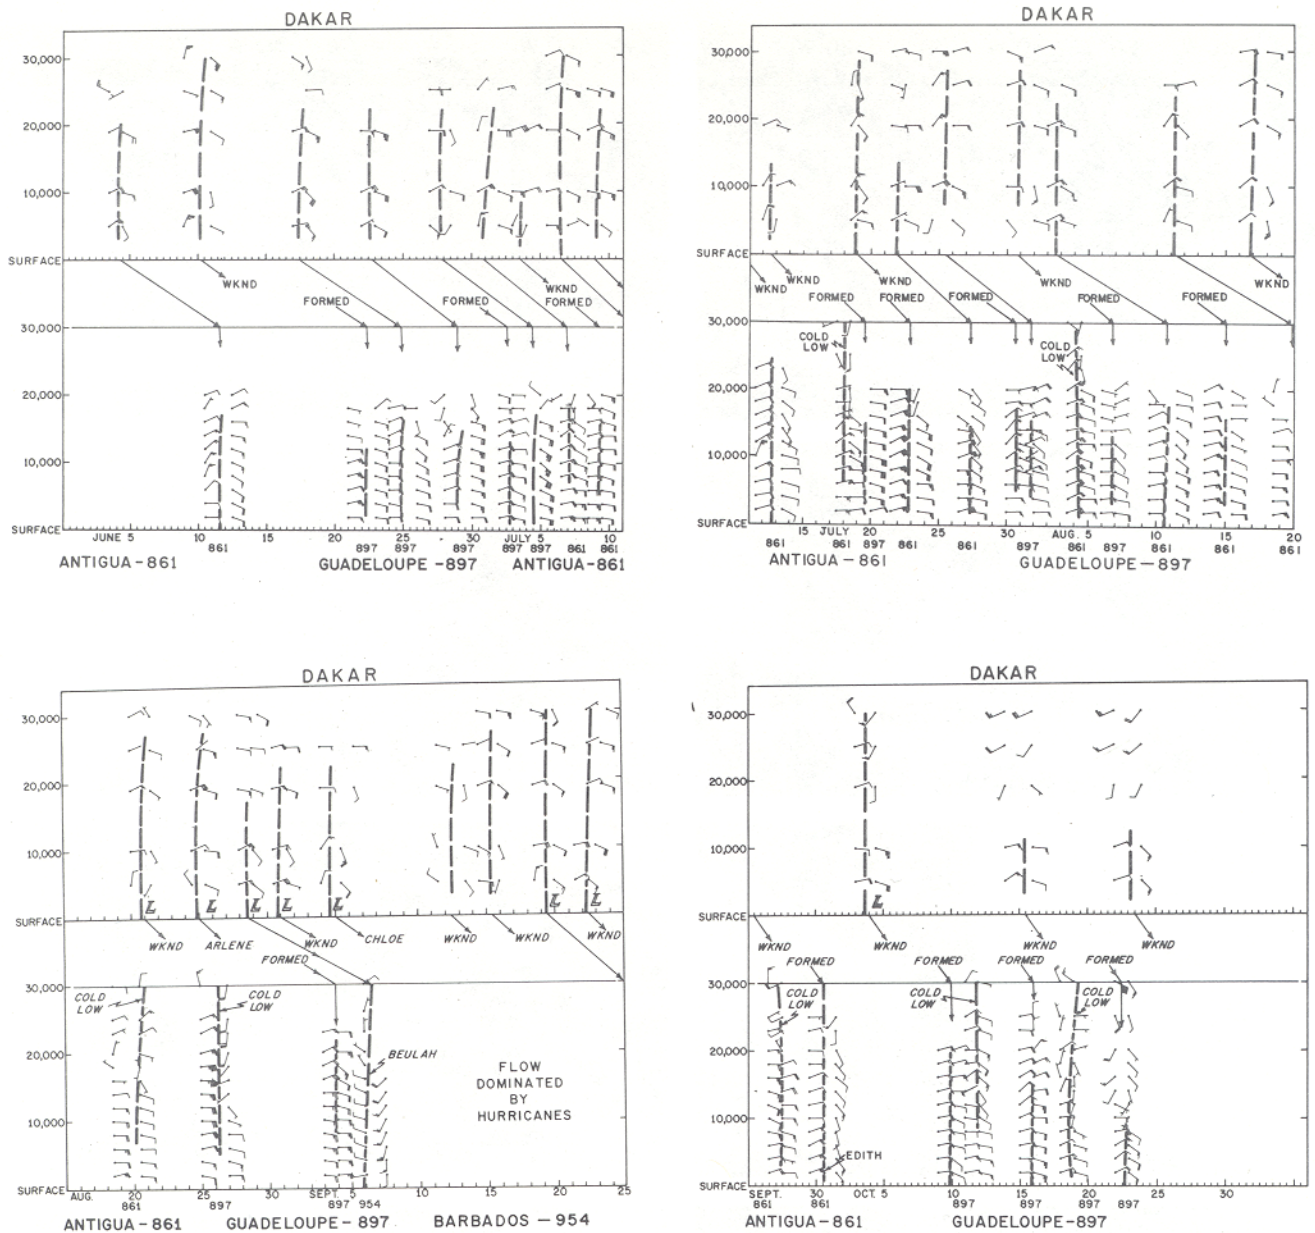 DAKAR
30,000
20,000
10,000
SURFACE
WKND
FORMED
FORMED
WKND
FORMED
30,000
20,000
10,000
SURFACE
JUNE 5 10 15 20 25 30 JULY 5 10
861 897 897 897 897 897 861 861
ANTIGUA-861 GUADELOUPE-897 ANTIGUA-861
DAKAR
30,000
20,000
10,000
SURFACE
WKND WKND WKND WKND WKND
FORMED FORMED FORMED FORMED FORMED
30,000
COLD
LOW
COLD
LOW
20,000
10,000
SURFACE
15 JULY 20 25 30 AUG. 5 10 15 20
861 861 897 861 861 897 861 897 861 861 861
ANTIGUA-861 GUADELOUPE-897
DAKAR
30,000
20,000
10,000
L L L L L L L
SURFACE
WKND ARLENE WKND CHLOE WKND WKND WKND
FORMED
30,000
COLD
LOW
COLD
LOW
20,000
BEULAH
FLOW
DOMINATED
BY
HURRICANES
10,000
SURFACE
AUG. 20 25 30 SEPT. 5 10 15 20 25
861 897 897 954
ANTIGUA-861 GUADELOUPE-897 BARBADOS-954
DAKAR
30,000
20,000
10,000
L
SURFACE
WKND WKND WKND WKND
FORMED FORMED FORMED FORMED
30,000
COLD
LOW
COLD
LOW
COLD
LOW
20,000
10,000
EDITH
SURFACE
SEPT. 30 OCT. 5 10 15 20 25 30
861 861 897 897 897 897
ANTIGUA-861 GUADELOUPE-897